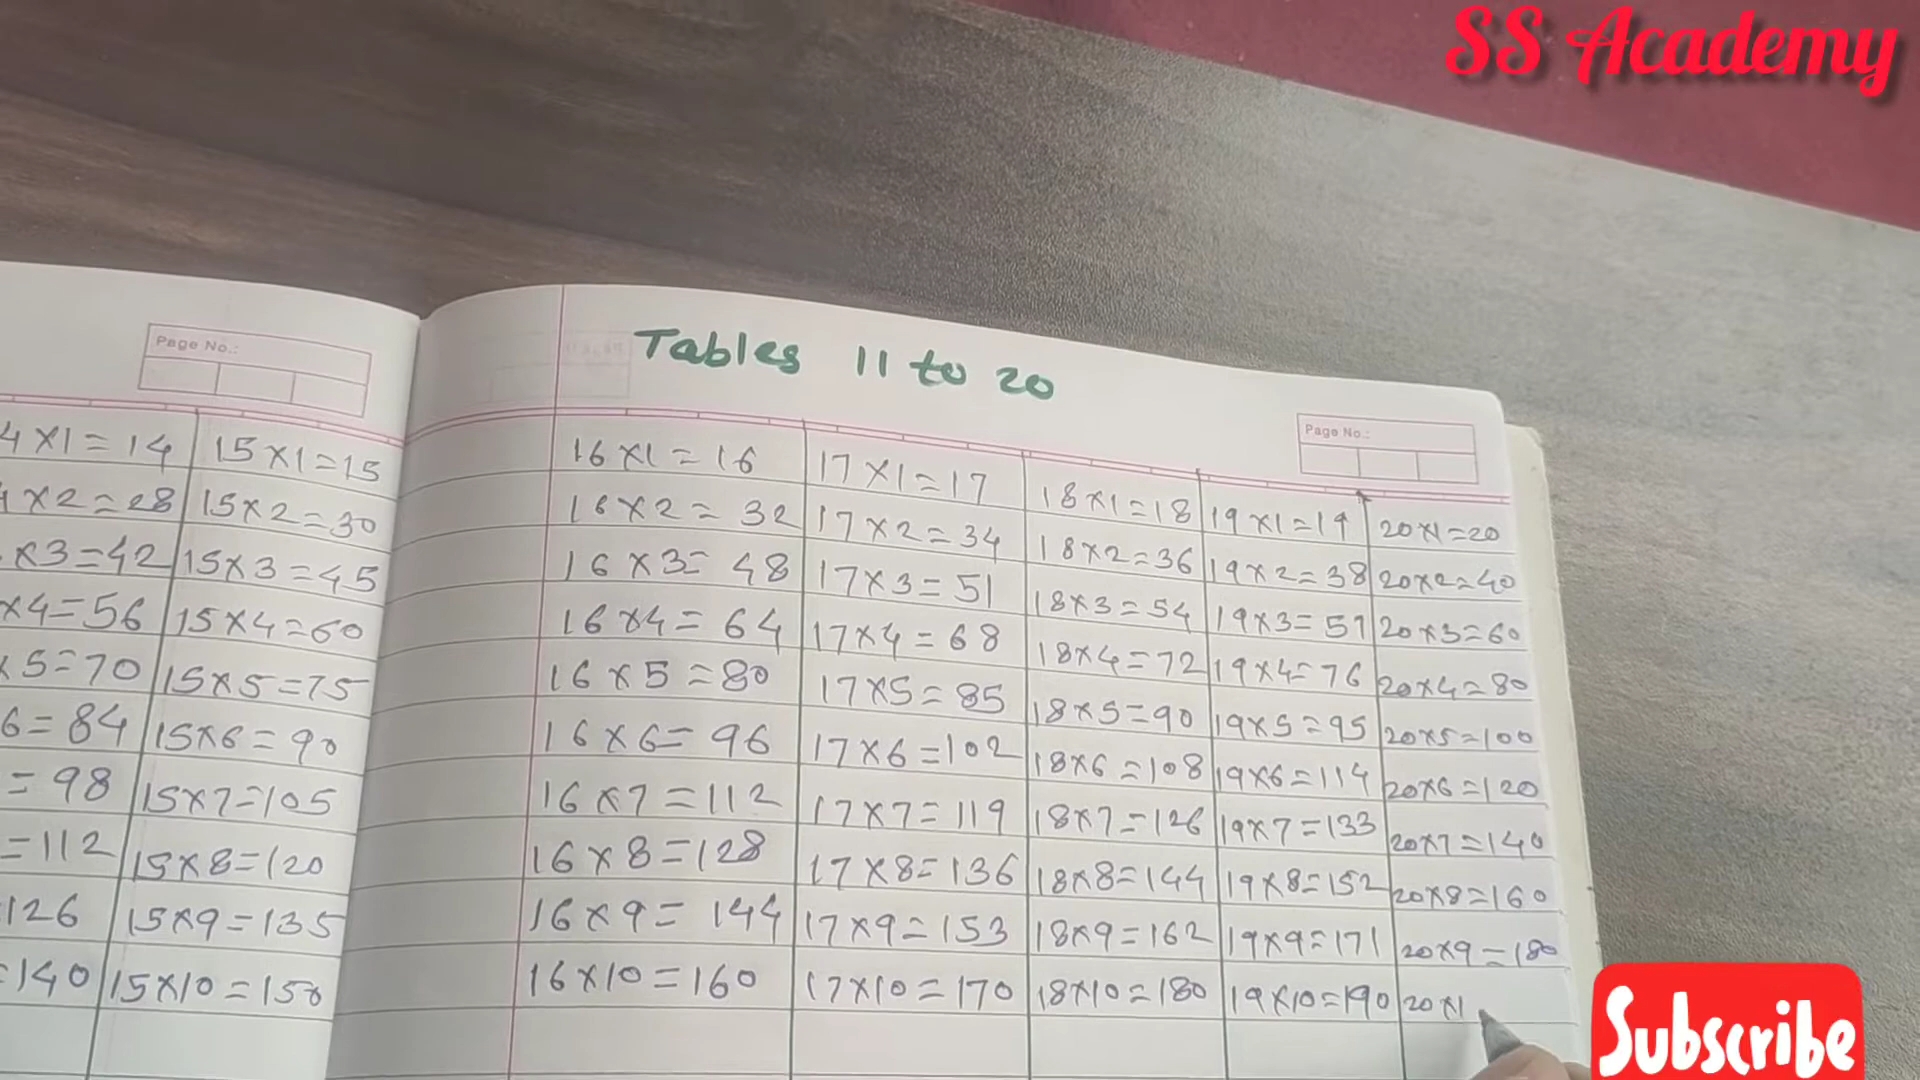 SS Academy
Page No.:
Tables 11 to 20
Page No.:
4×1=14 15×1=15 16×1=16 17×1=17 18×1=18 19×1=19 20×1=20
×2=28 15×2=30 16×2=32 17×2=34 18×2=36 19×2=38 20×2=40
×3=42 15×3=45 16×3=48 17×3=51 18×3=54 19×3=57 20×3=60
×4=56 15×4=60 16×4=64 17×4=68 18×4=72 19×4=76 20×4=80
×5=70 15×5=75 16×5=80 17×5=85 18×5=90 19×5=95 20×5=100
6=84 15×6=90 16×6=96 17×6=102 18×6=108 19×6=114 20×6=120
=98 15×7=105 16×7=112 17×7=119 18×7=126 19×7=133 20×7=140
=112 15×8=120 16×8=128 17×8=136 18×8=144 19×8=152 20×8=160
126 15×9=135 16×9=144 17×9=153 18×9=162 19×9=171 20×9=180
=140 15×10=150 16×10=160 17×10=170 18×10=180 19×10=190 20×1
Subscribe